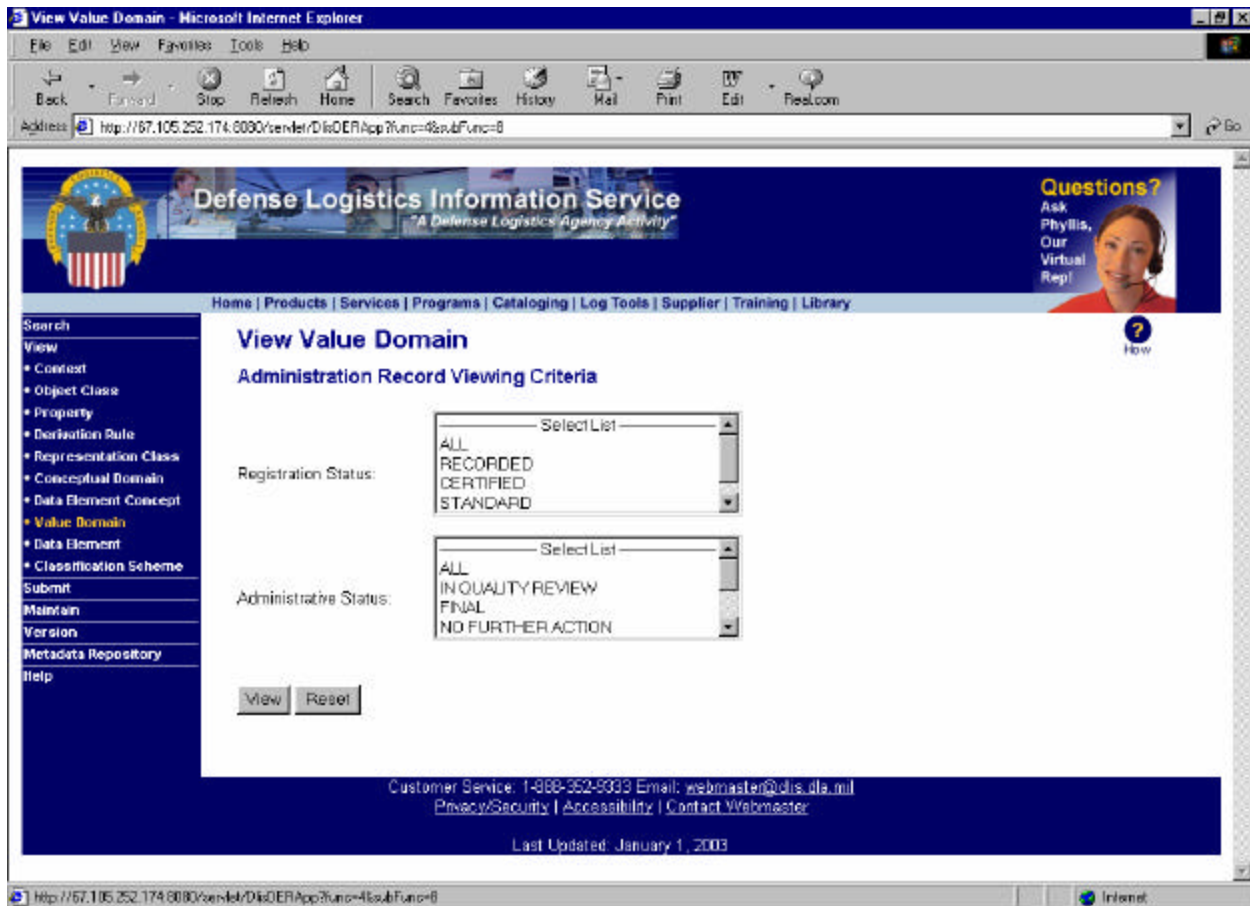 View Value Domain - Microsoft Internet Explorer
File Edit View Favorites Tools Help
Back Forward Stop Refresh Home Search Favorites History Mail Print Edit Real.com
Address http://67.105.252.174:8080/servlet/DlisDERApp?func=4&subFunc=8 Go
Defense Logistics Information Service
"A Defense Logistics Agency Activity"
Questions?
Ask
Phyllis,
Our
Virtual
Rep!
Home | Products | Services | Programs | Cataloging | Log Tools | Supplier | Training | Library
Search
View
• Context
• Object Class
• Property
• Derivation Rule
• Representation Class
• Conceptual Domain
• Data Element Concept
• Value Domain
• Data Element
• Classification Scheme
Submit
Maintain
Version
Metadata Repository
Help
View Value Domain
?
How
Administration Record Viewing Criteria
Registration Status:
Select List
ALL
RECORDED
CERTIFIED
STANDARD
Administrative Status:
Select List
ALL
IN QUALITY REVIEW
FINAL
NO FURTHER ACTION
View Reset
Customer Service: 1-888-352-9333 Email: webmaster@dlis.dla.mil
Privacy/Security | Accessibility | Contact Webmaster
Last Updated: January 1, 2003
http://67.105.252.174:8080/servlet/DlisDERApp?func=4&subFunc=8 Internet